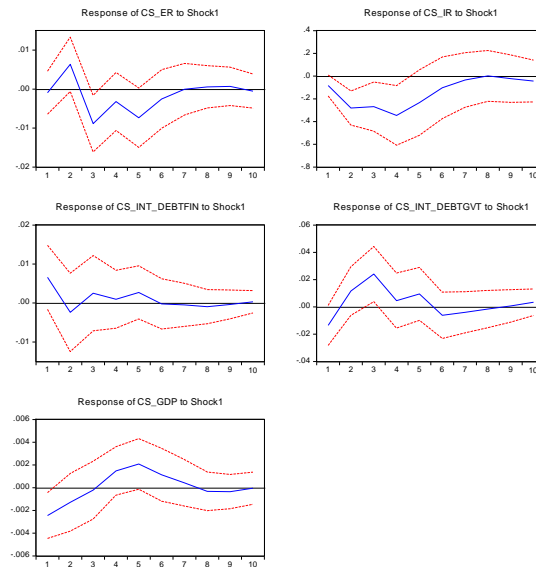 Response of CS_ER to Shock1
.01
.00
-.01
-.02
1 2 3 4 5 6 7 8 9 10
Response of CS_IR to Shock1
.4
.2
.0
-.2
-.4
-.6
-.8
1 2 3 4 5 6 7 8 9 10
Response of CS_INT_DEBTFIN to Shock1
.02
.01
.00
-.01
1 2 3 4 5 6 7 8 9 10
Response of CS_INT_DEBTGVT to Shock1
.06
.04
.02
.00
-.02
-.04
1 2 3 4 5 6 7 8 9 10
Response of CS_GDP to Shock1
.006
.004
.002
.000
-.002
-.004
-.006
1 2 3 4 5 6 7 8 9 10